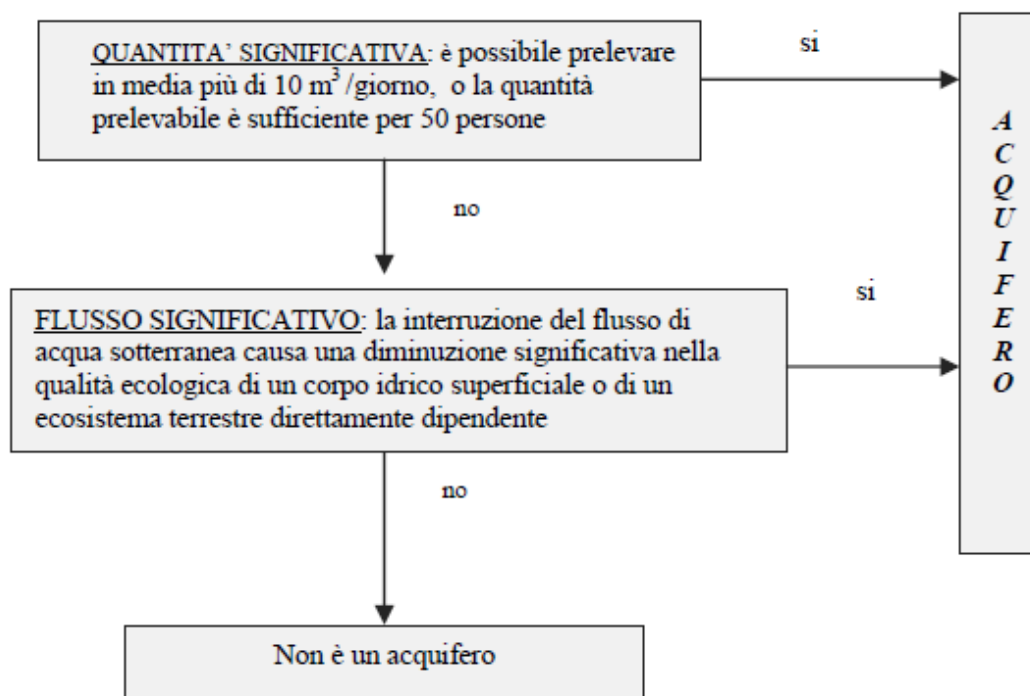 QUANTITA' SIGNIFICATIVA: è possibile prelevare
in media più di 10 m³ /giorno, o la quantità
prelevabile è sufficiente per 50 persone
si
no
FLUSSO SIGNIFICATIVO: la interruzione del flusso di
acqua sotterranea causa una diminuzione significativa nella
qualità ecologica di un corpo idrico superficiale o di un
ecosistema terrestre direttamente dipendente
si
no
Non è un acquifero
A
C
Q
U
I
F
E
R
O